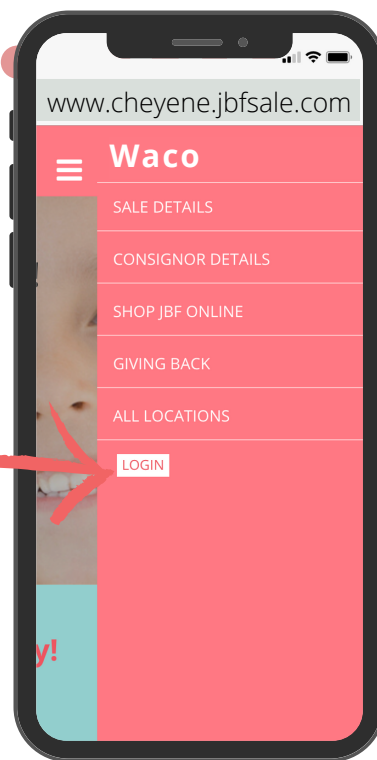 www.cheyene.jbfsale.com
Waco
SALE DETAILS
CONSIGNOR DETAILS
SHOP JBF ONLINE
GIVING BACK
ALL LOCATIONS
LOGIN
y!